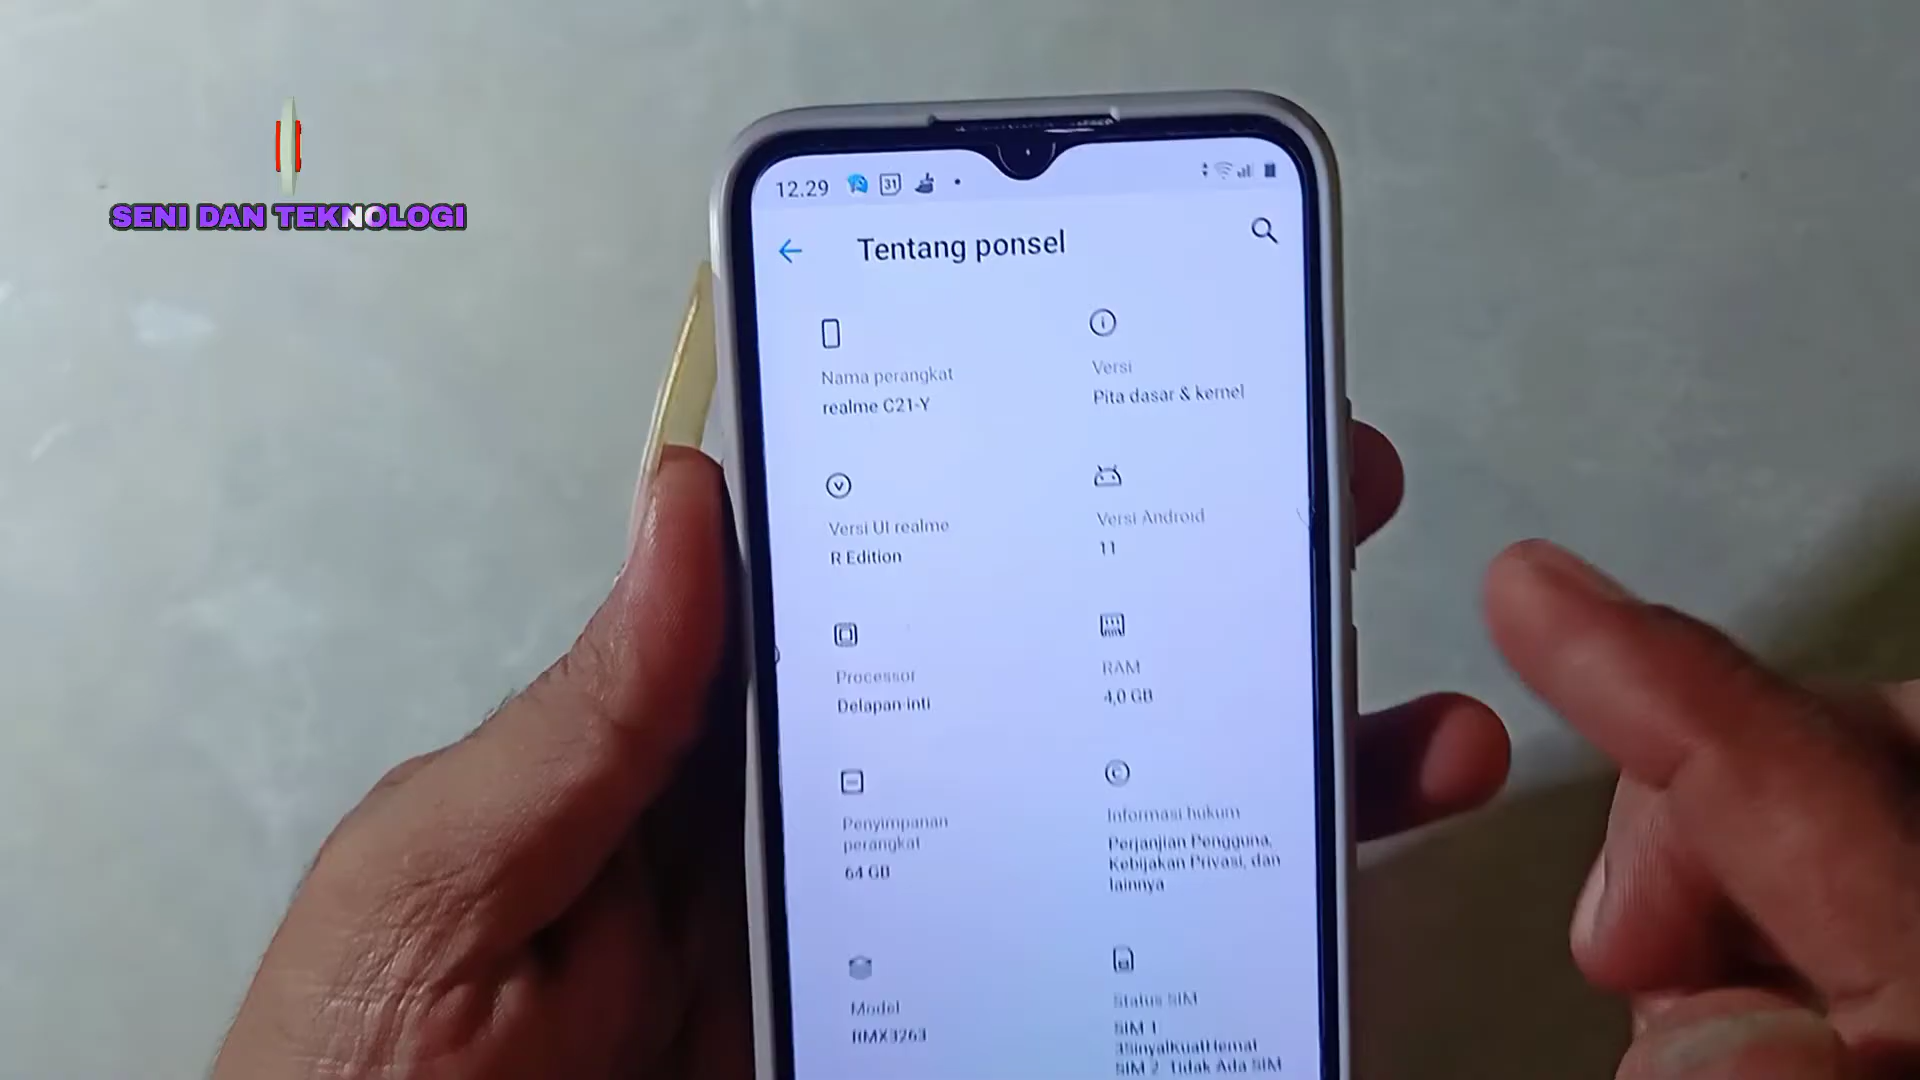 SENI DAN TEKNOLOGI
12.29
31
Tentang ponsel
Nama perangkat
realme C21-Y
Versi
Pita dasar & kernel
Versi UI realme
R Edition
Versi Android
11
Processor
Delapan-inti
RAM
4,0 GB
Penyimpanan
perangkat
64 GB
Informasi hukum
Perjanjian Pengguna,
Kebijakan Privasi, dan
lainnya
Model
RMX3263
Status SIM
SIM 1
3SinyalKuatHemat
SIM 2 Tidak Ada SIM